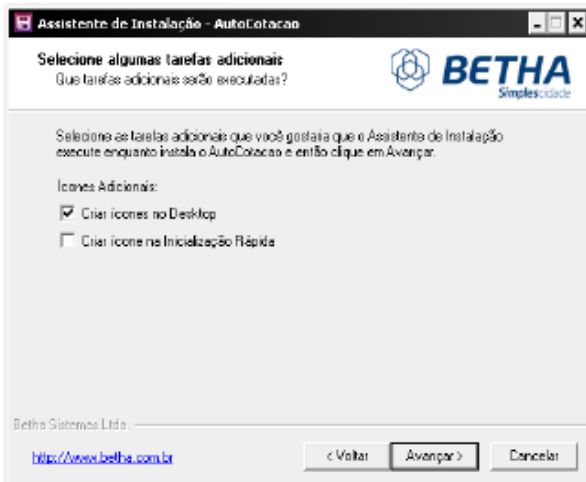 Assistente de Instalação - AutoCotacao
Selecione algumas tarefas adicionais
Que tarefas adicionais serão executadas?
BETHA
Simplescidade
Selecione as tarefas adicionais que você gostaria que o Assistente de Instalação
execute enquanto instala o AutoCotacao e então clique em Avançar.
Ícones Adicionais:
Criar ícones no Desktop
Criar ícone na Inicialização Rápida
Betha Sistemas Ltda.
http://www.betha.com.br
< Voltar
Avançar >
Cancelar